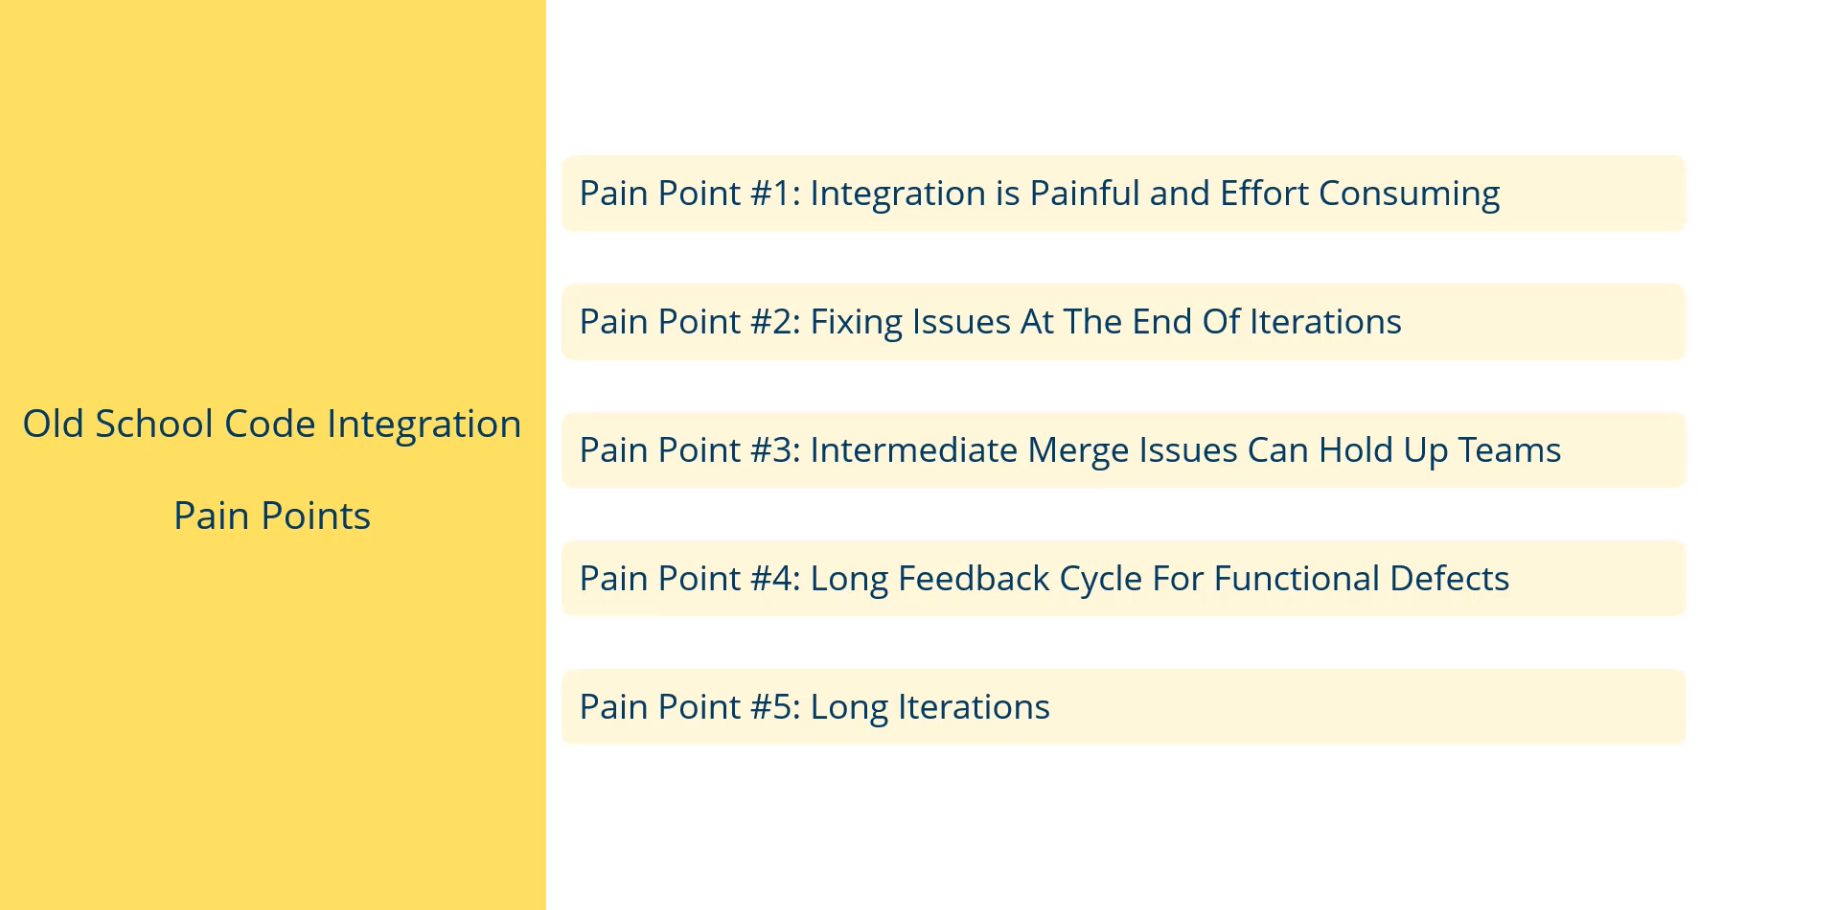 Old School Code Integration
Pain Points
Pain Point #1: Integration is Painful and Effort Consuming
Pain Point #2: Fixing Issues At The End Of Iterations
Pain Point #3: Intermediate Merge Issues Can Hold Up Teams
Pain Point #4: Long Feedback Cycle For Functional Defects
Pain Point #5: Long Iterations